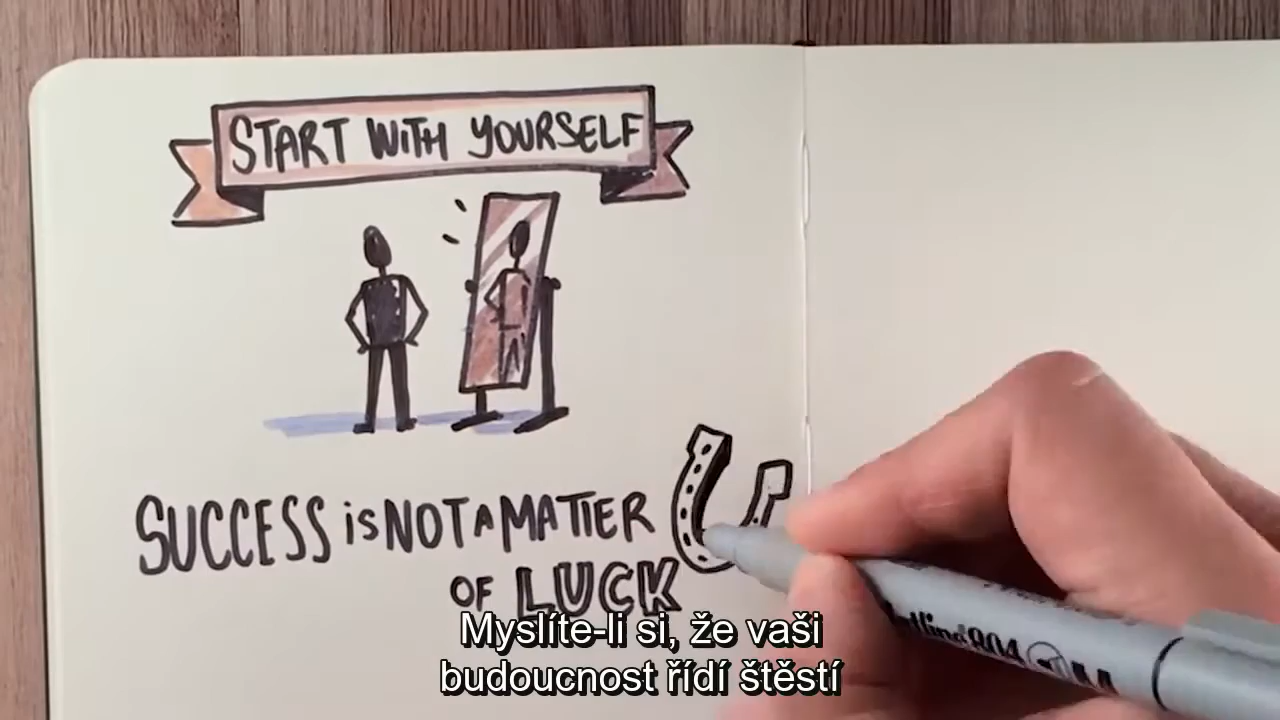 START WITH YOURSELF
SUCCESS is NOT A MATTER
OF LUCK
Myslíte-li si, že vaši
budoucnost řídí štěstí